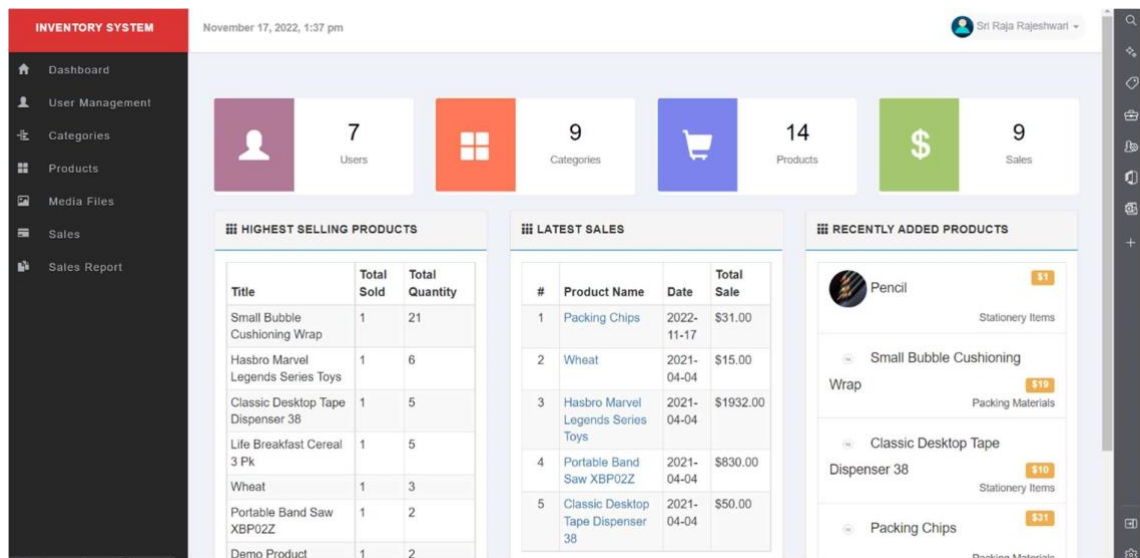 INVENTORY SYSTEM
November 17, 2022, 1:37 pm
Sri Raja Rajeshwari
Dashboard
User Management
Categories
Products
Media Files
Sales
Sales Report
7
Users
9
Categories
14
Products
$
9
Sales
HIGHEST SELLING PRODUCTS
Title Total Sold Total Quantity
Small Bubble Cushioning Wrap 1 21
Hasbro Marvel Legends Series Toys 1 6
Classic Desktop Tape Dispenser 38 1 5
Life Breakfast Cereal 3 Pk 1 5
Wheat 1 3
Portable Band Saw XBP02Z 1 2
Demo Product 1 2
LATEST SALES
# Product Name Date Total Sale
1 Packing Chips 2022-11-17 $31.00
2 Wheat 2021-04-04 $15.00
3 Hasbro Marvel Legends Series Toys 2021-04-04 $1932.00
4 Portable Band Saw XBP02Z 2021-04-04 $830.00
5 Classic Desktop Tape Dispenser 38 2021-04-04 $50.00
RECENTLY ADDED PRODUCTS
Pencil $1
Stationery Items
Small Bubble Cushioning
Wrap $19
Packing Materials
Classic Desktop Tape
Dispenser 38 $10
Stationery Items
Packing Chips $31
Packing Materials